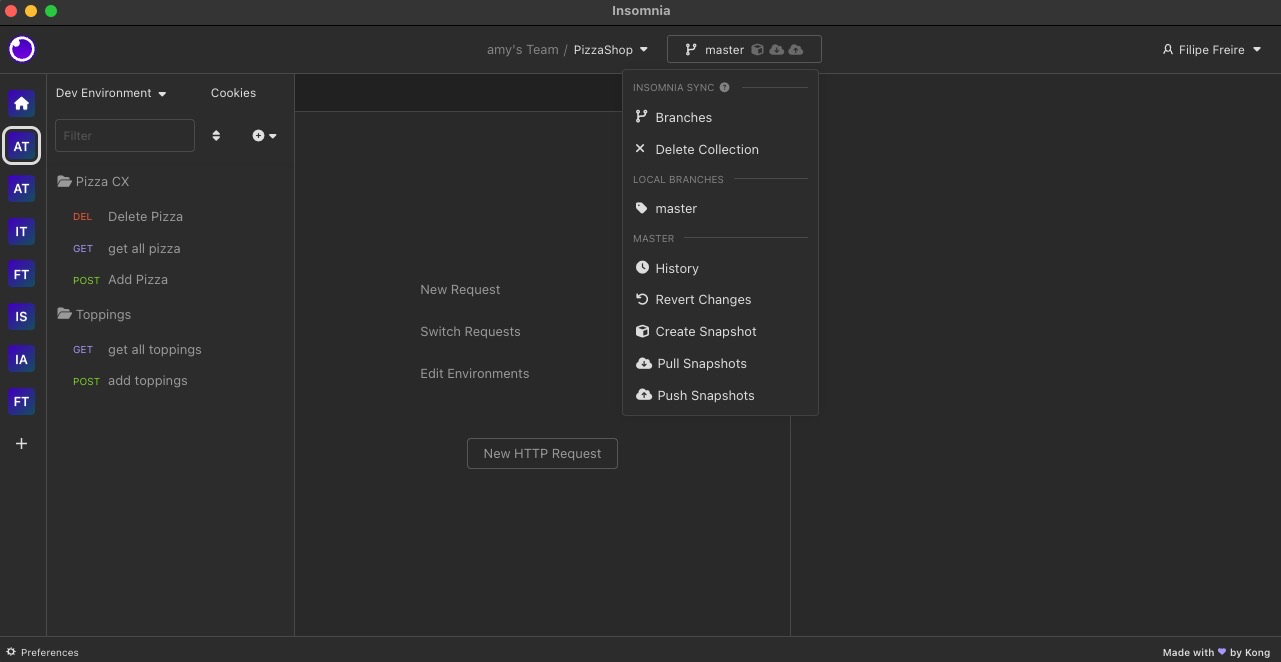 Insomnia
amy's Team / PizzaShop
master
Filipe Freire
AT
AT
IT
FT
IS
IA
FT
+
Dev Environment
Cookies
Filter
Pizza CX
DEL Delete Pizza
GET get all pizza
POST Add Pizza
Toppings
GET get all toppings
POST add toppings
New Request
Switch Requests
Edit Environments
New HTTP Request
INSOMNIA SYNC ?
Branches
Delete Collection
LOCAL BRANCHES
master
MASTER
History
Revert Changes
Create Snapshot
Pull Snapshots
Push Snapshots
Preferences
Made with 💜 by Kong